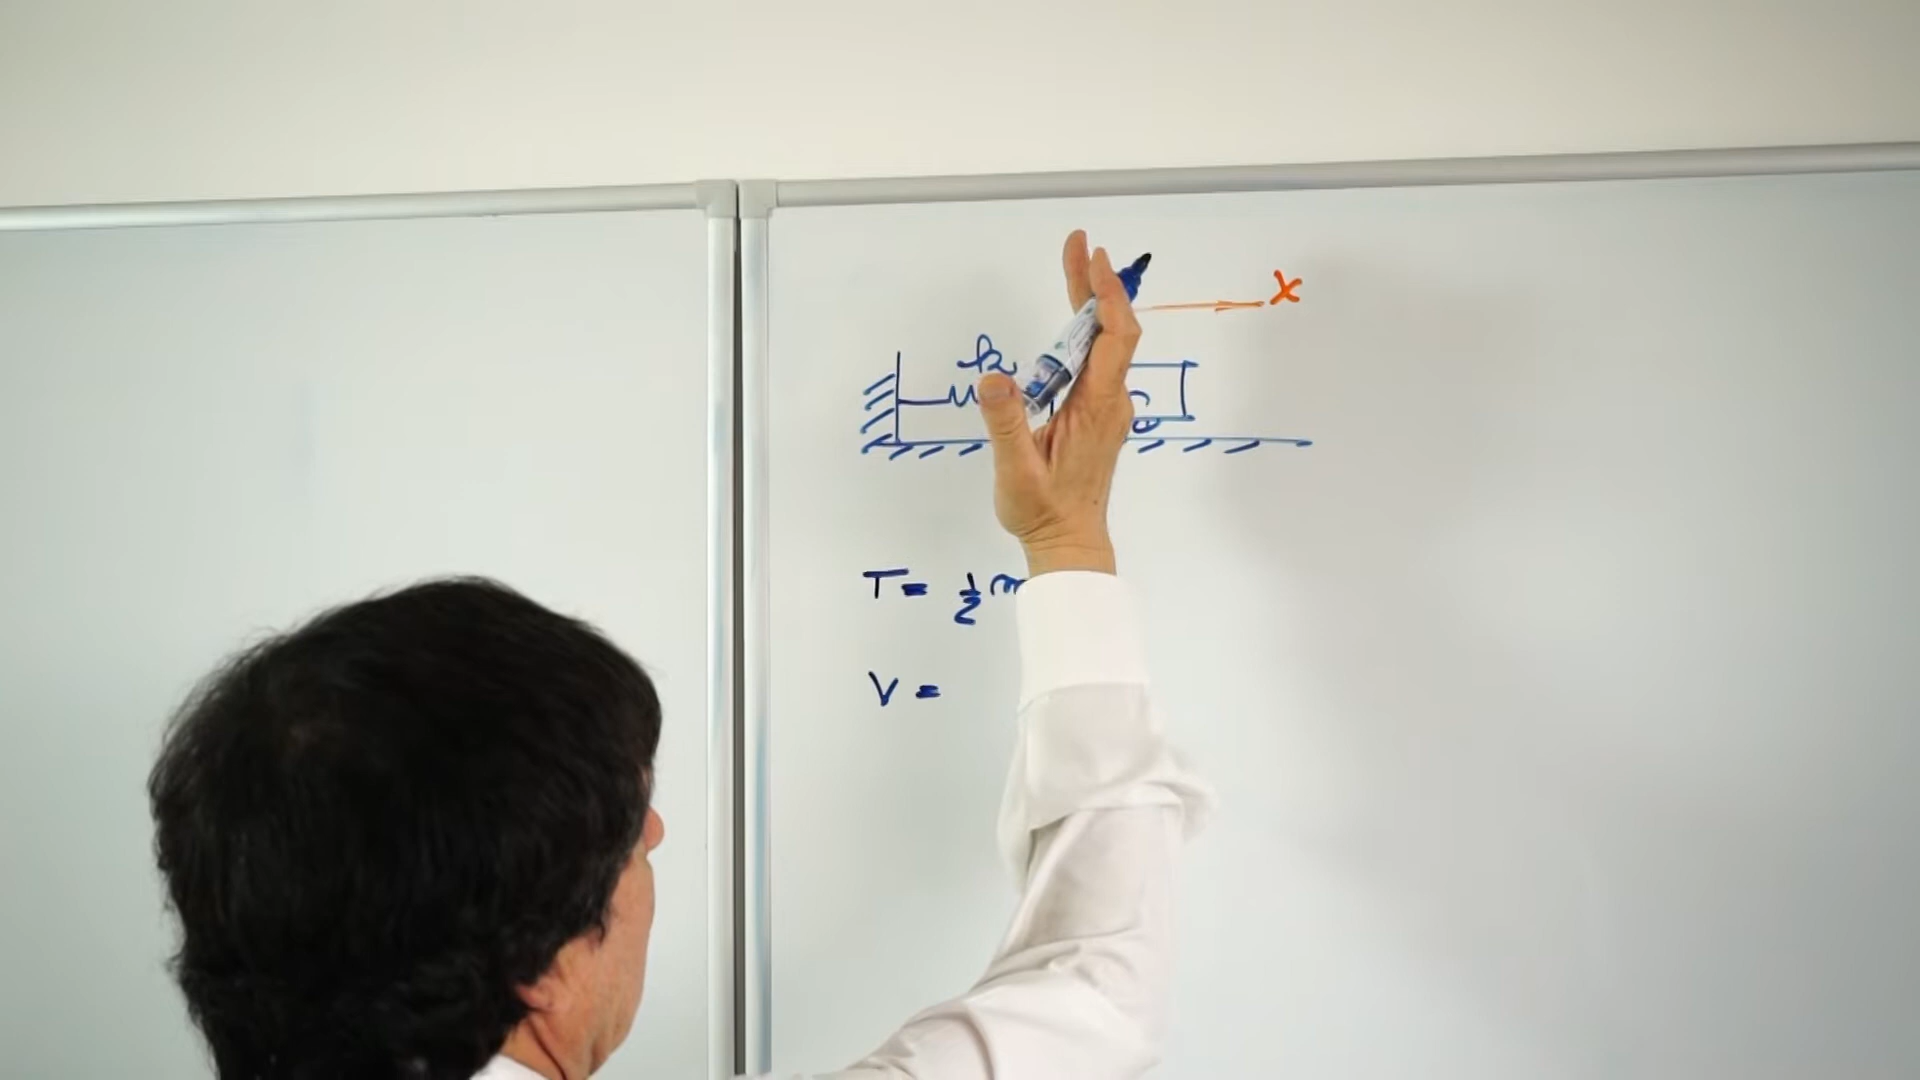 x
k
T = ½ m
V =